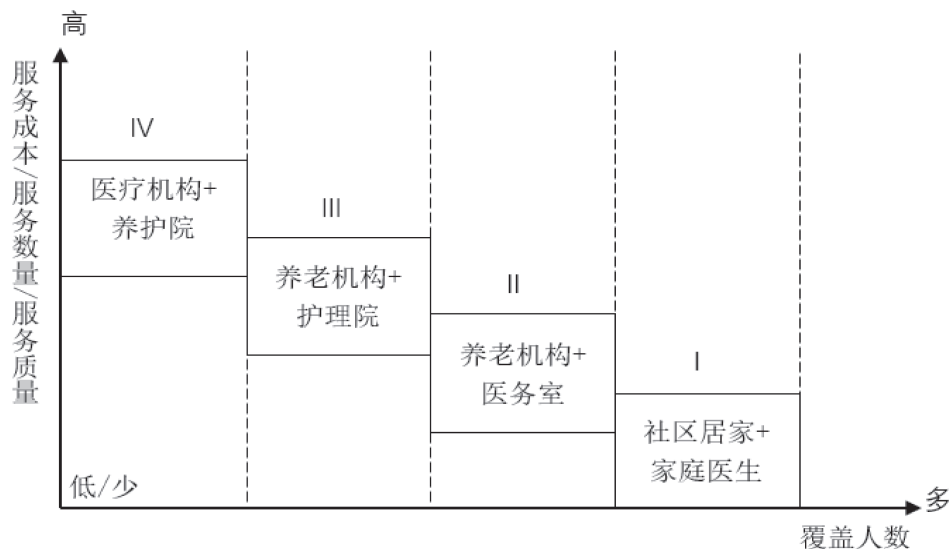 高
服务成本/服务数量/服务质量
IV
医疗机构+
养护院
III
养老机构+
护理院
II
养老机构+
医务室
I
社区居家+
家庭医生
低/少
多
覆盖人数